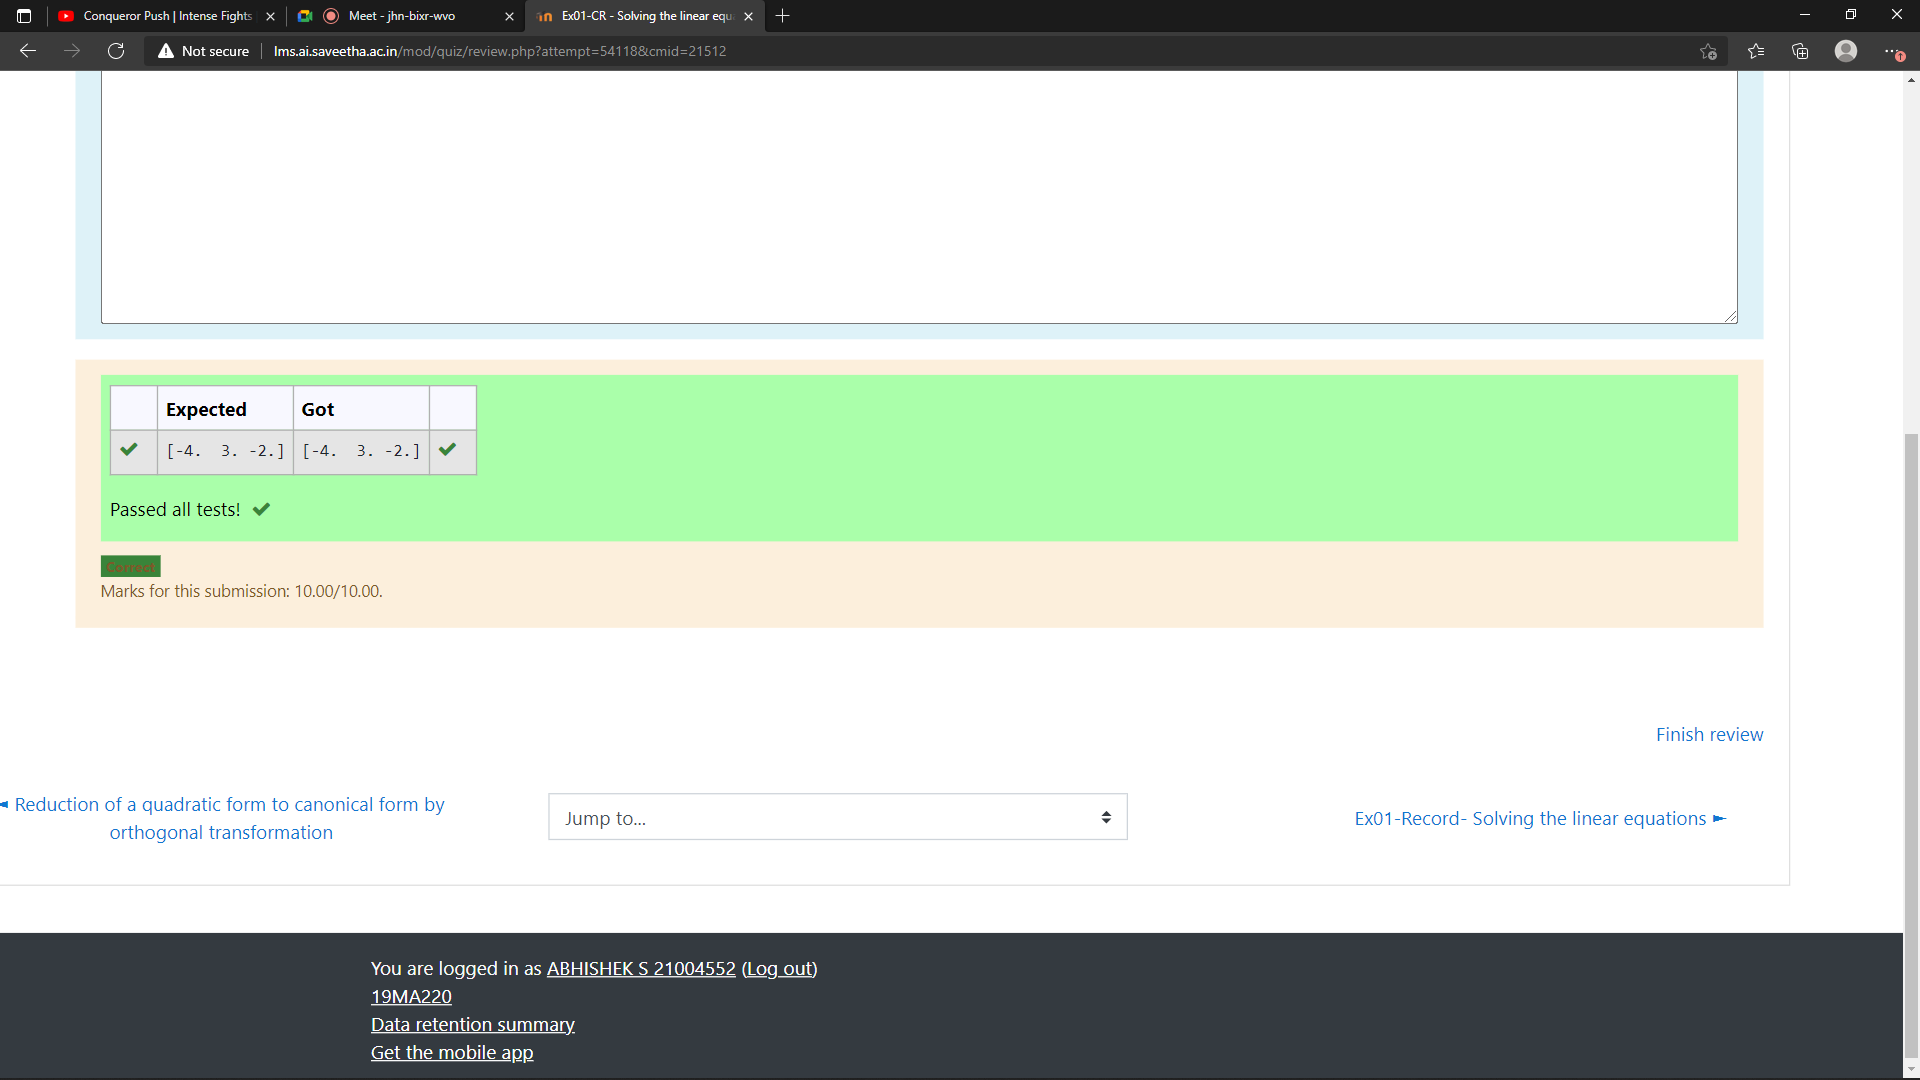 Conqueror Push | Intense Fights
Meet - jhn-bixr-wvo
Ex01-CR - Solving the linear equ
Not secure
lms.ai.saveetha.ac.in/mod/quiz/review.php?attempt=54118&cmid=21512
Expected Got
[-4.  3. -2.] [-4.  3. -2.]
Passed all tests!
Correct
Marks for this submission: 10.00/10.00.
Finish review
◄ Reduction of a quadratic form to canonical form by
orthogonal transformation
Jump to...
Ex01-Record- Solving the linear equations ►
You are logged in as ABHISHEK S 21004552 (Log out)
19MA220
Data retention summary
Get the mobile app